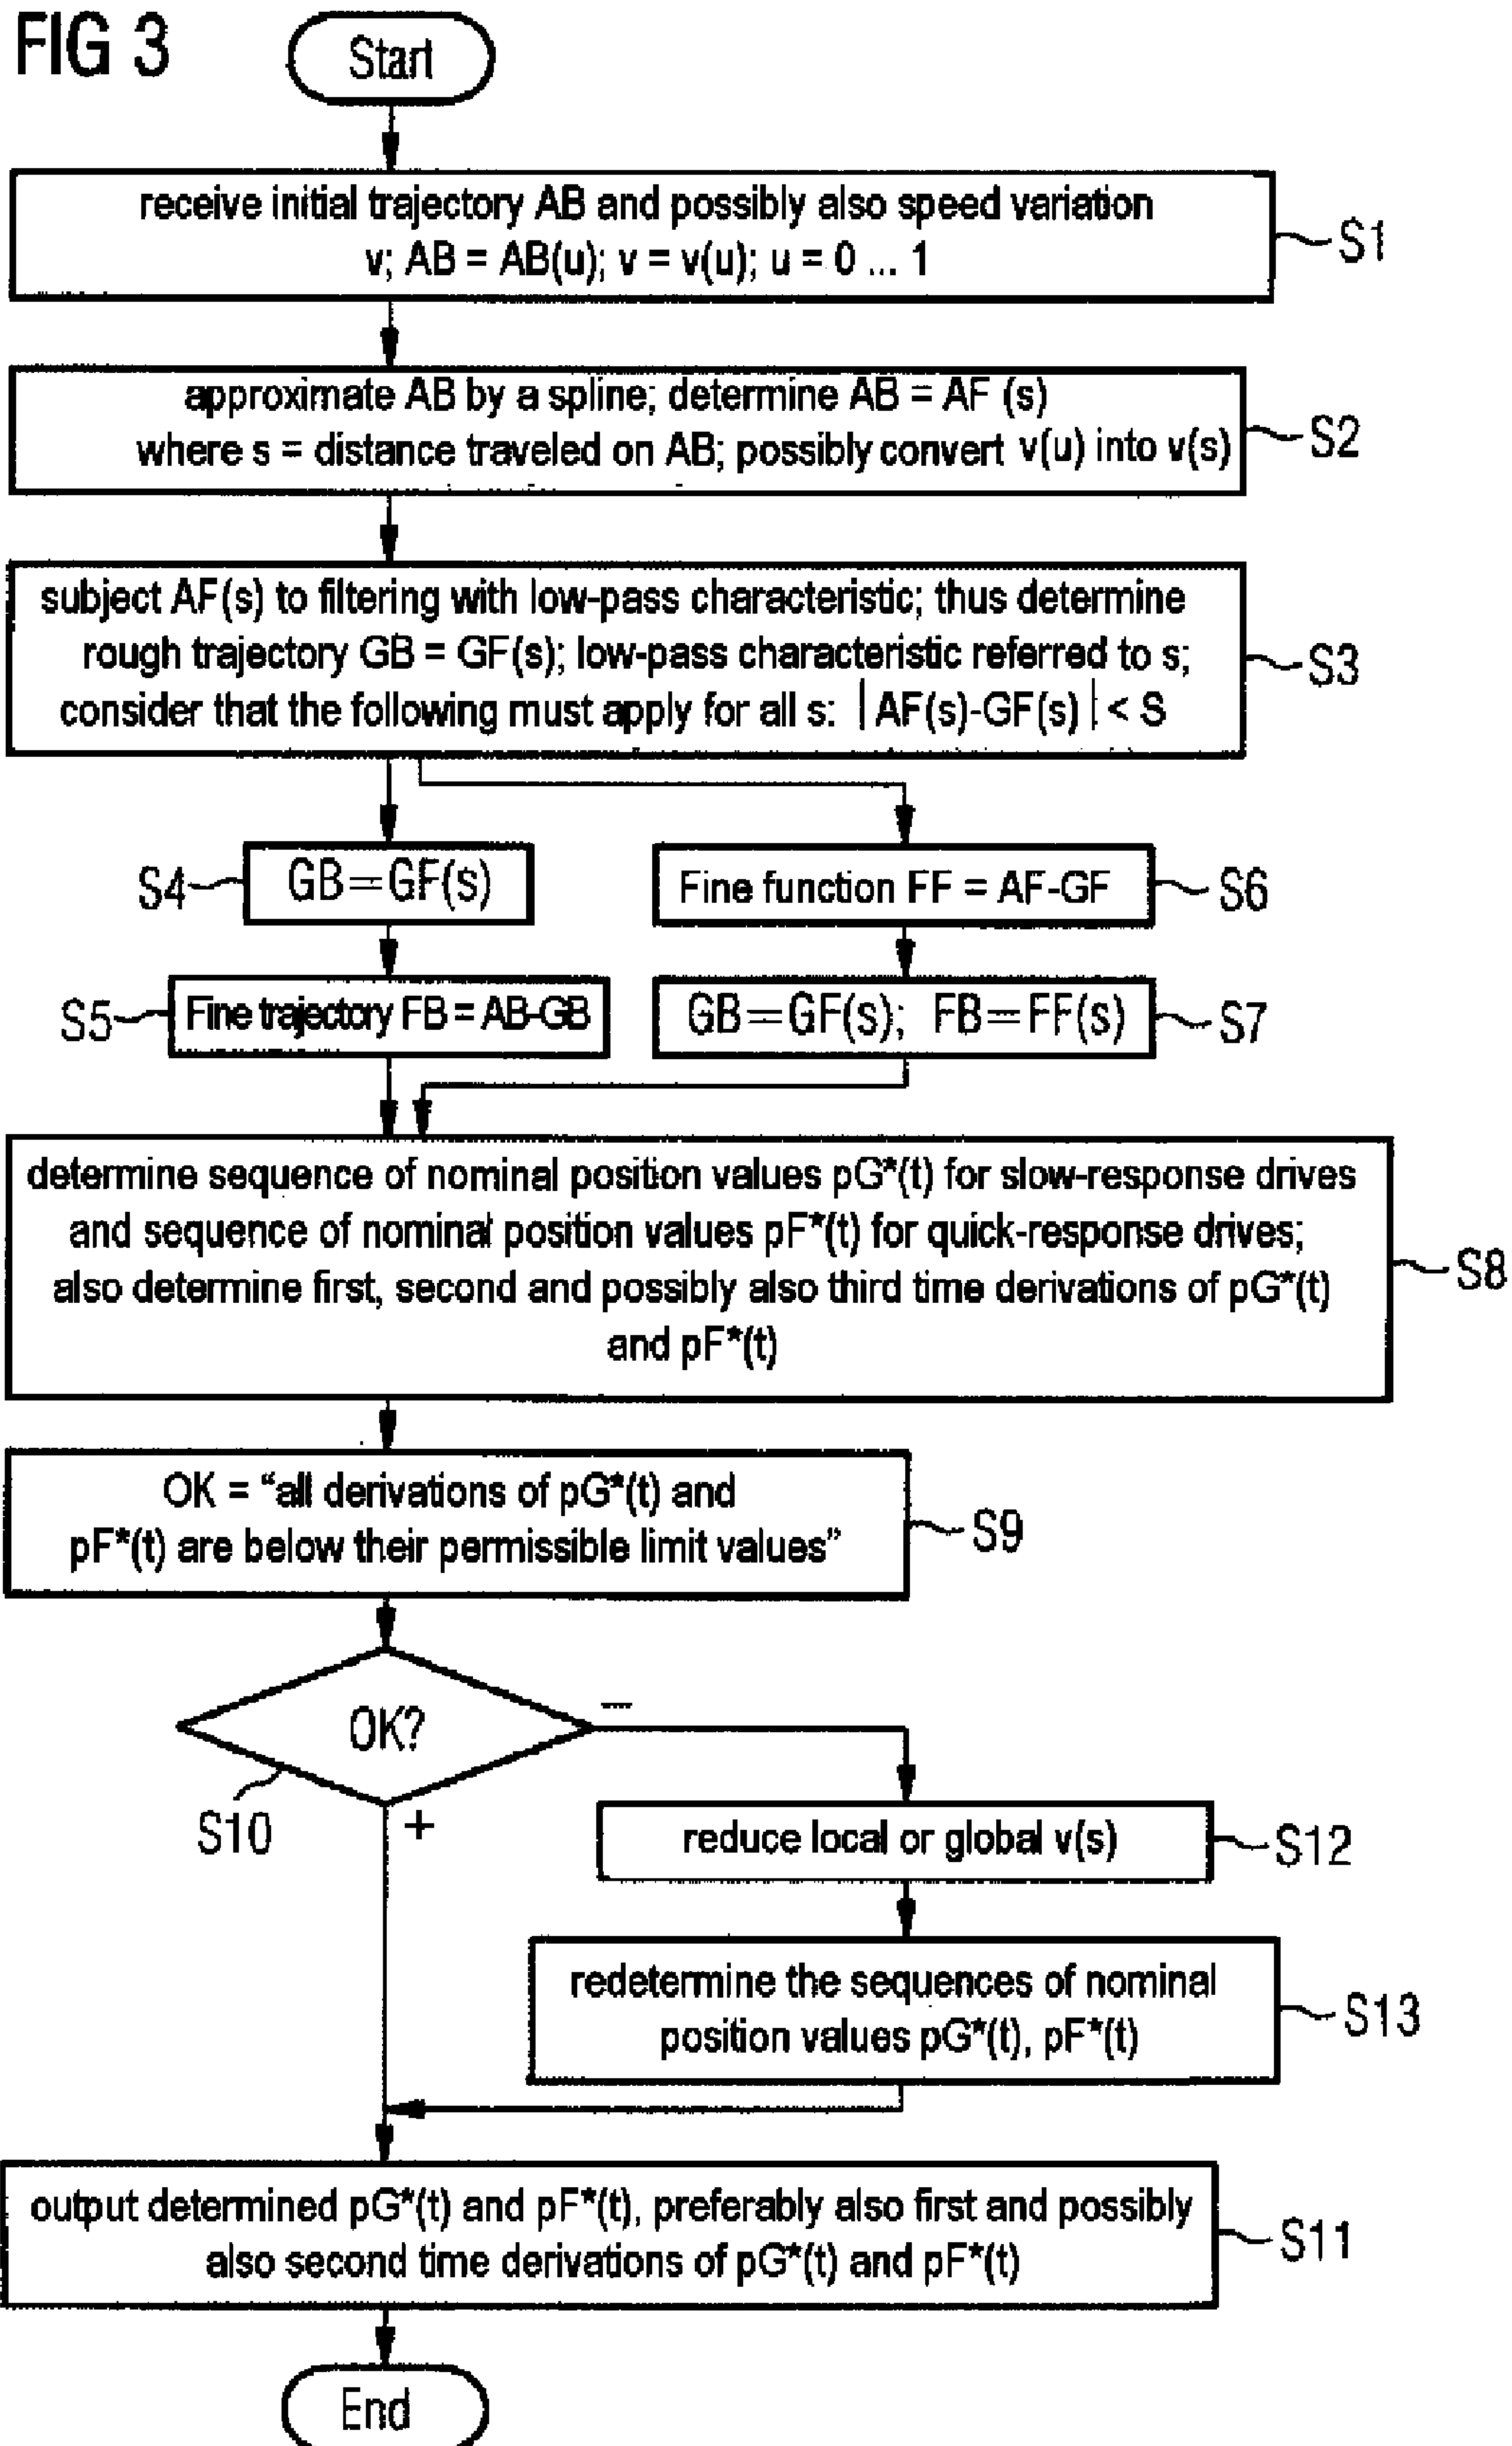 FIG 3
Start
receive initial trajectory AB and possibly also speed variation
v; AB = AB(u); v = v(u); u = 0 ... 1
S1
approximate AB by a spline; determine AB = AF (s)
where s = distance traveled on AB; possibly convert v(u) into v(s)
S2
subject AF(s) to filtering with low-pass characteristic; thus determine
rough trajectory GB = GF(s); low-pass characteristic referred to s;
consider that the following must apply for all s: |AF(s)-GF(s)| < S
S3
S4
GB=GF(s)
Fine function FF = AF-GF
S6
S5
Fine trajectory FB = AB-GB
GB=GF(s); FB=FF(s)
S7
determine sequence of nominal position values pG*(t) for slow-response drives
and sequence of nominal position values pF*(t) for quick-response drives;
also determine first, second and possibly also third time derivations of pG*(t)
and pF*(t)
S8
OK = “all derivations of pG*(t) and
pF*(t) are below their permissible limit values”
S9
OK?
–
S10
+
reduce local or global v(s)
S12
redetermine the sequences of nominal
position values pG*(t), pF*(t)
S13
output determined pG*(t) and pF*(t), preferably also first and possibly
also second time derivations of pG*(t) and pF*(t)
S11
End